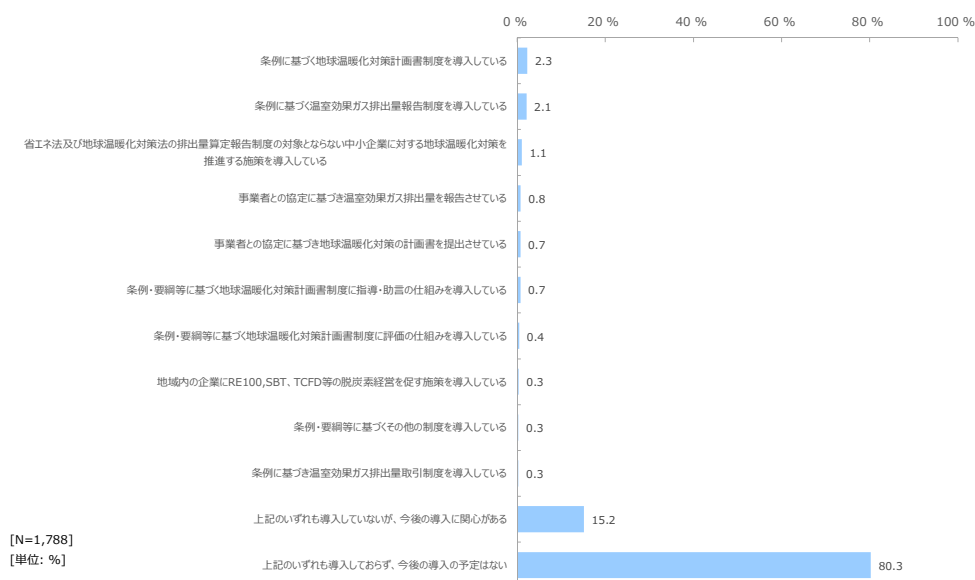 0 % 20 % 40 % 60 % 80 % 100 %
条例に基づく地球温暖化対策計画書制度を導入している 2.3
条例に基づく温室効果ガス排出量報告制度を導入している 2.1
省エネ法及び地球温暖化対策法の排出量算定報告制度の対象とならない中小企業に対する地球温暖化対策を
推進する施策を導入している 1.1
事業者との協定に基づき温室効果ガス排出量を報告させている 0.8
事業者との協定に基づき地球温暖化対策の計画書を提出させている 0.7
条例・要綱等に基づく地球温暖化対策計画書制度に指導・助言の仕組みを導入している 0.7
条例・要綱等に基づく地球温暖化対策計画書制度に評価の仕組みを導入している 0.4
地域内の企業にRE100,SBT、TCFD等の脱炭素経営を促す施策を導入している 0.3
条例・要綱等に基づくその他の制度を導入している 0.3
条例に基づき温室効果ガス排出量取引制度を導入している 0.3
上記のいずれも導入していないが、今後の導入に関心がある 15.2
上記のいずれも導入しておらず、今後の導入の予定はない 80.3
[N=1,788]
[単位: %]